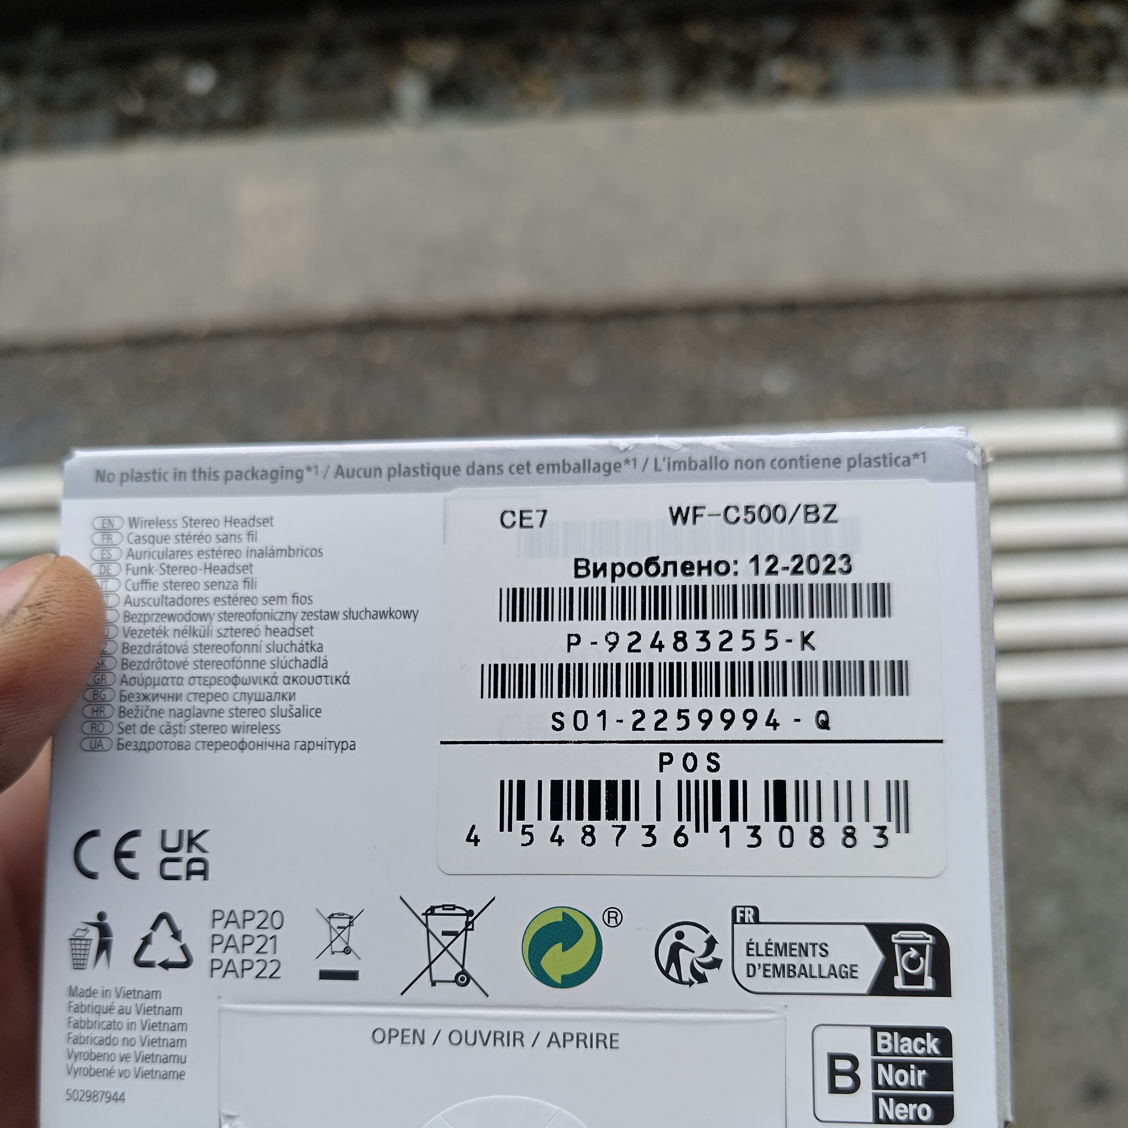 No plastic in this packaging*1 / Aucun plastique dans cet emballage*1 / L'imballo non contiene plastica*1
EN Wireless Stereo Headset
FR Casque stéréo sans fil
ES Auriculares estéreo inalámbricos
DE Funk-Stereo-Headset
Cuffie stereo senza fili
Auscultadores estéreo sem fios
Bezprzewodowy stereofoniczny zestaw słuchawkowy
Vezeték nélküli sztereó headset
Bezdrátová stereofonní sluchátka
SK Bezdrôtové stereofónne slúchadlá
GR Ασύρματα στερεοφωνικά ακουστικά
BG Безжични стерео слушалки
HR Bežične naglavne stereo slušalice
RO Set de căști stereo wireless
UA Бездротова стереофонічна гарнітура
CE7 WF-C500/BZ
Вироблено: 12-2023
P-92483255-K
S01-2259994-Q
POS
4 548736 130883
CE UK CA
PAP20
PAP21
PAP22
®
FR
ÉLÉMENTS
D'EMBALLAGE
Made in Vietnam
Fabriqué au Vietnam
Fabbricato in Vietnam
Fabricado no Vietnam
Vyrobeno ve Vietnamu
Vyrobené vo Vietname
502987944
OPEN / OUVRIR / APRIRE
B
Black
Noir
Nero